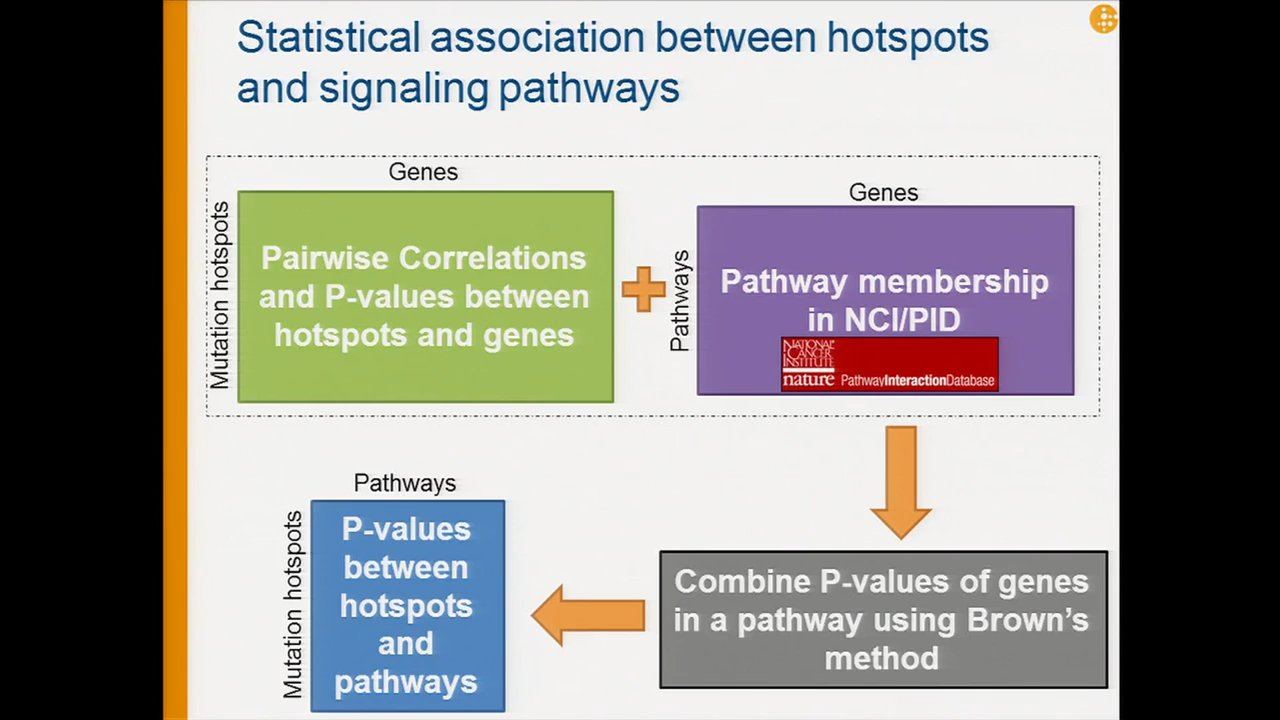 Statistical association between hotspots
and signaling pathways
Genes
Mutation hotspots
Pairwise Correlations
and P-values between
hotspots and genes
Genes
Pathways
Pathway membership
in NCI/PID
NATIONAL
CANCER
INSTITUTE
nature PathwayInteractionDatabase
Combine P-values of genes
in a pathway using Brown's
method
Pathways
Mutation hotspots
P-values
between
hotspots
and
pathways